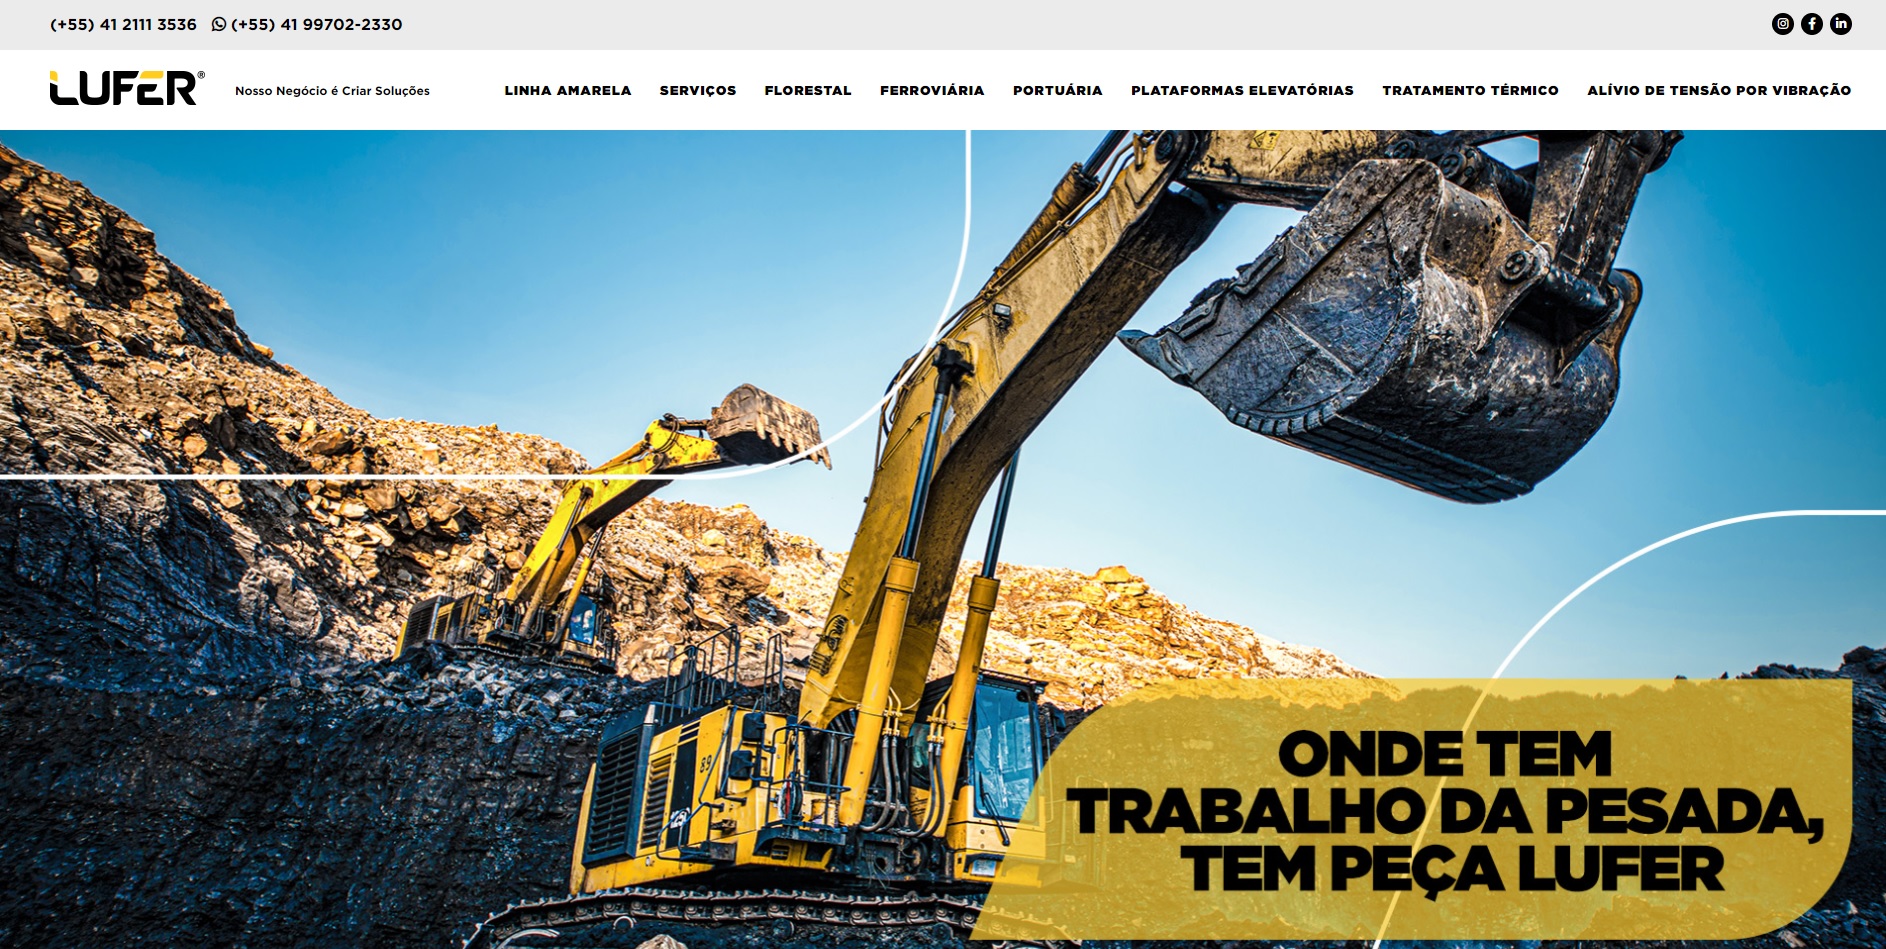 (+55) 41 2111 3536 (+55) 41 99702-2330
LUFER®
Nosso Negócio é Criar Soluções
LINHA AMARELA SERVIÇOS FLORESTAL FERROVIÁRIA PORTUÁRIA PLATAFORMAS ELEVATÓRIAS TRATAMENTO TÉRMICO ALÍVIO DE TENSÃO POR VIBRAÇÃO
89
ONDE TEM
TRABALHO DA PESADA,
TEM PEÇA LUFER